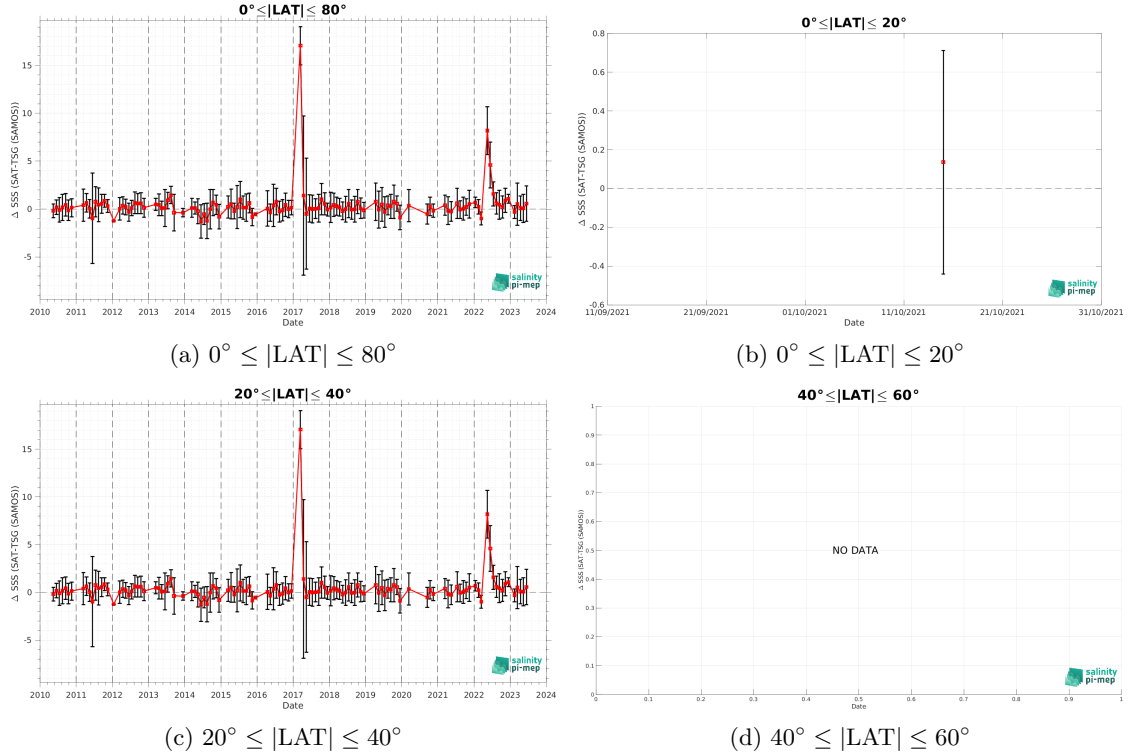 0°≤|LAT|≤ 80°
Δ SSS (SAT-TSG (SAMOS))
15
10
5
0
-5
2010 2011 2012 2013 2014 2015 2016 2017 2018 2019 2020 2021 2022 2023 2024
Date
salinity
pi-mep
(a) 0° ≤ |LAT| ≤ 80°
0°≤|LAT|≤ 20°
Δ SSS (SAT-TSG (SAMOS))
0.8
0.6
0.4
0.2
0
-0.2
-0.4
-0.6
11/09/2021 21/09/2021 01/10/2021 11/10/2021 21/10/2021 31/10/2021
Date
salinity
pi-mep
(b) 0° ≤ |LAT| ≤ 20°
20°≤|LAT|≤ 40°
Δ SSS (SAT-TSG (SAMOS))
15
10
5
0
-5
2010 2011 2012 2013 2014 2015 2016 2017 2018 2019 2020 2021 2022 2023 2024
Date
salinity
pi-mep
(c) 20° ≤ |LAT| ≤ 40°
40°≤|LAT|≤ 60°
Δ SSS (SAT-TSG (SAMOS))
1
0.9
0.8
0.7
0.6
0.5
0.4
0.3
0.2
0.1
0
NO DATA
0 0.1 0.2 0.3 0.4 0.5 0.6 0.7 0.8 0.9 1
Date
salinity
pi-mep
(d) 40° ≤ |LAT| ≤ 60°